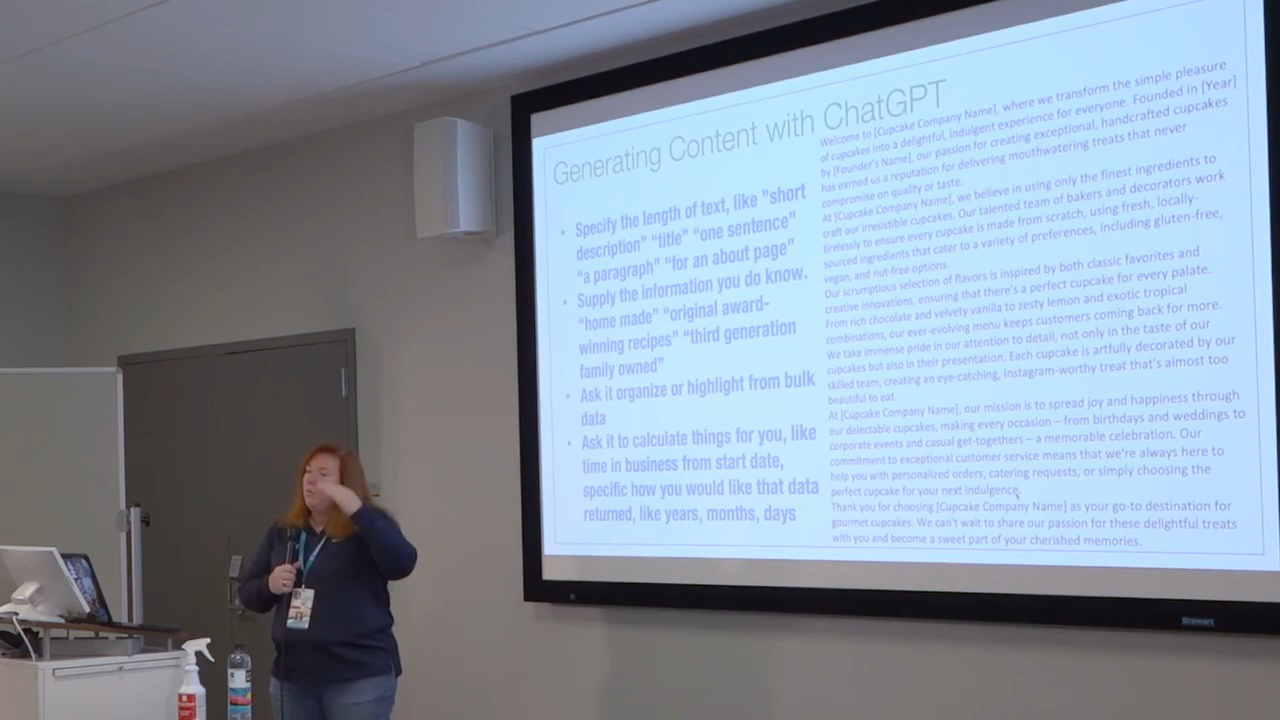 Generating Content with ChatGPT
• Specify the length of text, like "short
description" "title" "one sentence"
"a paragraph" "for an about page"
• Supply the information you do know.
"home made" "original award-
winning recipes" "third generation
family owned"
• Ask it organize or highlight from bulk
data
• Ask it to calculate things for you, like
time in business from start date,
specific how you would like that data
returned, like years, months, days
Welcome to [Cupcake Company Name], where we transform the simple pleasure
of cupcakes into a delightful, indulgent experience for everyone. Founded in [Year]
by [Founder's Name], our passion for creating exceptional, handcrafted cupcakes
has earned us a reputation for delivering mouthwatering treats that never
compromise on quality or taste.
At [Cupcake Company Name], we believe in using only the finest ingredients to
craft our irresistible cupcakes. Our talented team of bakers and decorators work
tirelessly to ensure every cupcake is made from scratch, using fresh, locally-
sourced ingredients that cater to a variety of preferences, including gluten-free,
vegan, and nut-free options.
Our scrumptious selection of flavors is inspired by both classic favorites and
creative innovations, ensuring that there's a perfect cupcake for every palate.
From rich chocolate and velvety vanilla to zesty lemon and exotic tropical
combinations, our ever-evolving menu keeps customers coming back for more.
We take immense pride in our attention to detail, not only in the taste of our
cupcakes but also in their presentation. Each cupcake is artfully decorated by our
skilled team, creating an eye-catching, Instagram-worthy treat that's almost too
beautiful to eat.
At [Cupcake Company Name], our mission is to spread joy and happiness through
our delectable cupcakes, making every occasion – from birthdays and weddings to
corporate events and casual get-togethers – a memorable celebration. Our
commitment to exceptional customer service means that we're always here to
help you with personalized orders, catering requests, or simply choosing the
perfect cupcake for your next indulgence.
Thank you for choosing [Cupcake Company Name] as your go-to destination for
gourmet cupcakes. We can't wait to share our passion for these delightful treats
with you and become a sweet part of your cherished memories.
Stewart